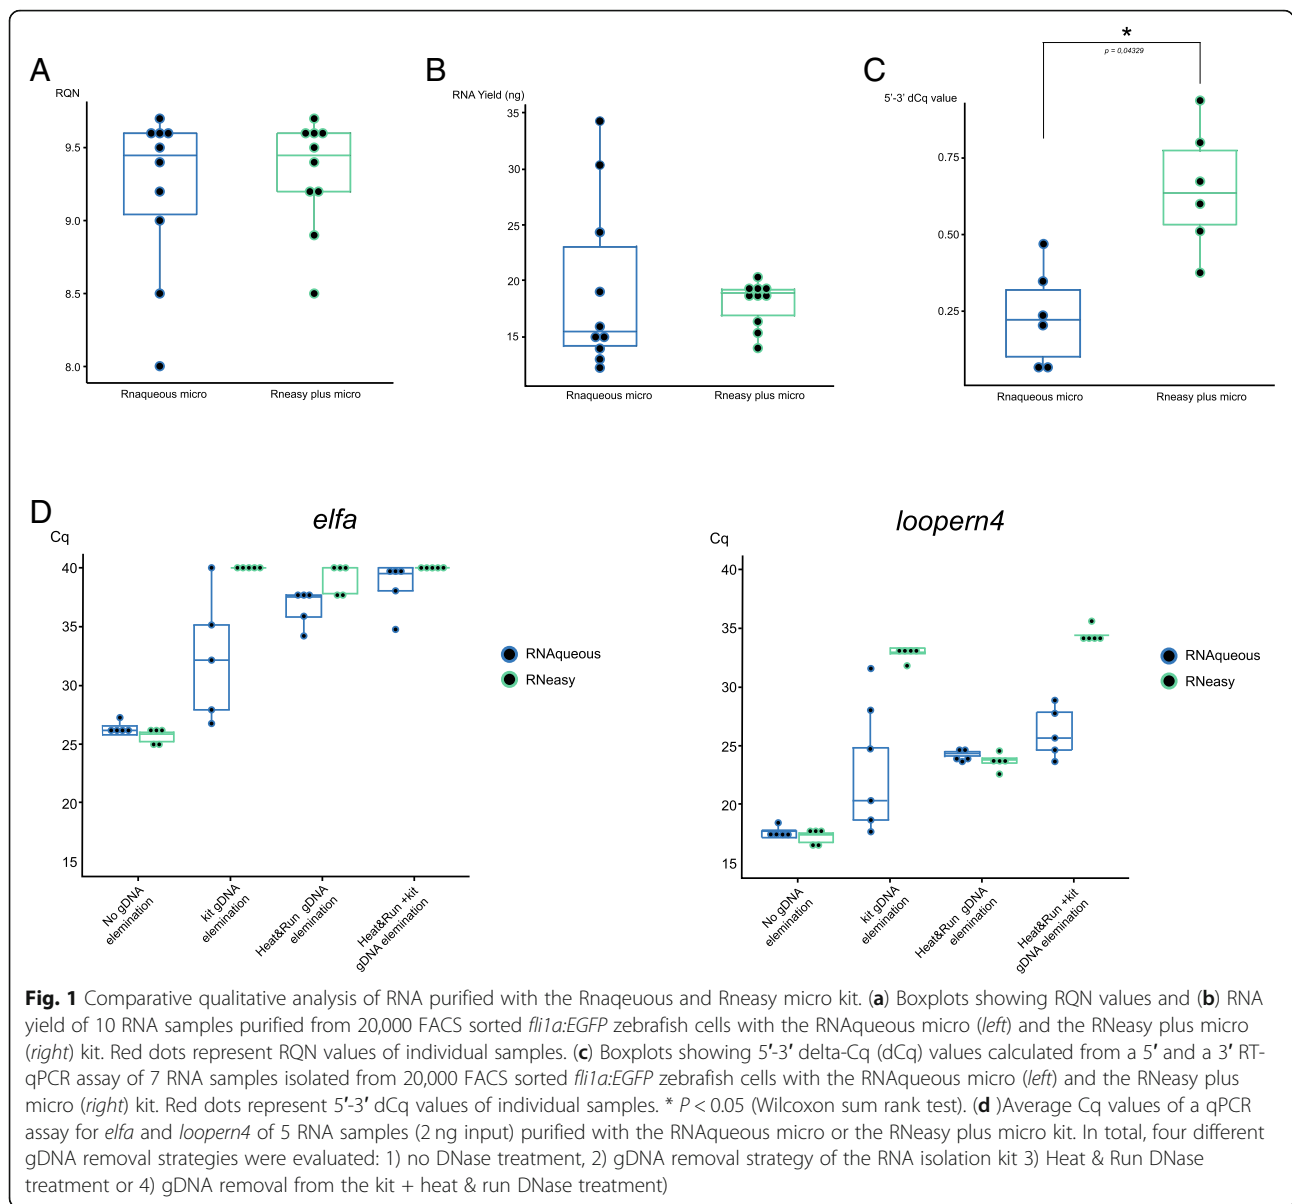 A
RQN
9.5
9.0
8.5
8.0
Rnaqueous micro
Rneasy plus micro
B
RNA Yield (ng)
35
30
25
20
15
Rnaqueous micro
Rneasy plus micro
C
5'-3' dCq value
*
p = 0,04329
0.75
0.50
0.25
Rnaqueous micro
Rneasy plus micro
D
elfa
Cq
40
35
30
25
20
15
No gDNA
elemination
kit gDNA
elemination
Heat&Run gDNA
elemination
Heat&Run +kit
gDNA elemination
RNAqueous
RNeasy
loopern4
Cq
40
35
30
25
20
15
No gDNA
elemination
kit gDNA
elemination
Heat&Run gDNA
elemination
Heat&Run +kit
gDNA elemination
RNAqueous
RNeasy
Fig. 1 Comparative qualitative analysis of RNA purified with the Rnaqeuous and Rneasy micro kit. (a) Boxplots showing RQN values and (b) RNA
yield of 10 RNA samples purified from 20,000 FACS sorted fli1a:EGFP zebrafish cells with the RNAqueous micro (left) and the RNeasy plus micro
(right) kit. Red dots represent RQN values of individual samples. (c) Boxplots showing 5′-3′ delta-Cq (dCq) values calculated from a 5′ and a 3′ RT-
qPCR assay of 7 RNA samples isolated from 20,000 FACS sorted fli1a:EGFP zebrafish cells with the RNAqueous micro (left) and the RNeasy plus
micro (right) kit. Red dots represent 5′-3′ dCq values of individual samples. * P < 0.05 (Wilcoxon sum rank test). (d )Average Cq values of a qPCR
assay for elfa and loopern4 of 5 RNA samples (2 ng input) purified with the RNAqueous micro or the RNeasy plus micro kit. In total, four different
gDNA removal strategies were evaluated: 1) no DNase treatment, 2) gDNA removal strategy of the RNA isolation kit 3) Heat & Run DNase
treatment or 4) gDNA removal from the kit + heat & run DNase treatment)